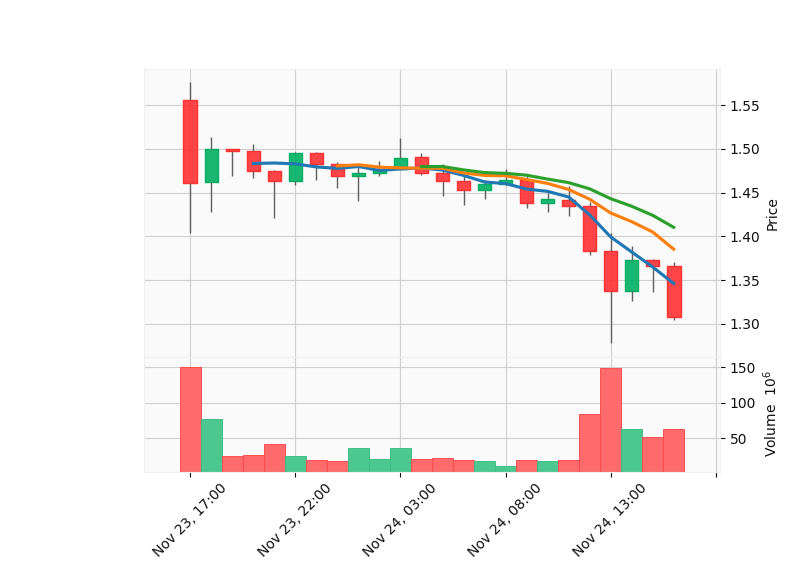 1.55
1.50
1.45
1.40
1.35
1.30
Price
150
100
50
Volume 10^6
Nov 23, 17:00
Nov 23, 22:00
Nov 24, 03:00
Nov 24, 08:00
Nov 24, 13:00